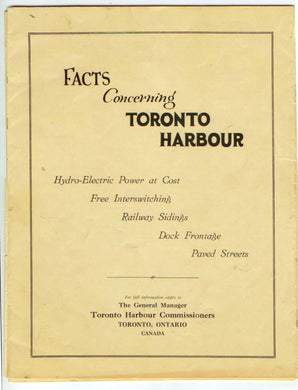 FACTS
Concerning
TORONTO
HARBOUR
Hydro-Electric Power at Cost
Free Interswitching
Railway Sidings
Dock Frontage
Paved Streets
For full information apply to
The General Manager
Toronto Harbour Commissioners
TORONTO, ONTARIO
CANADA